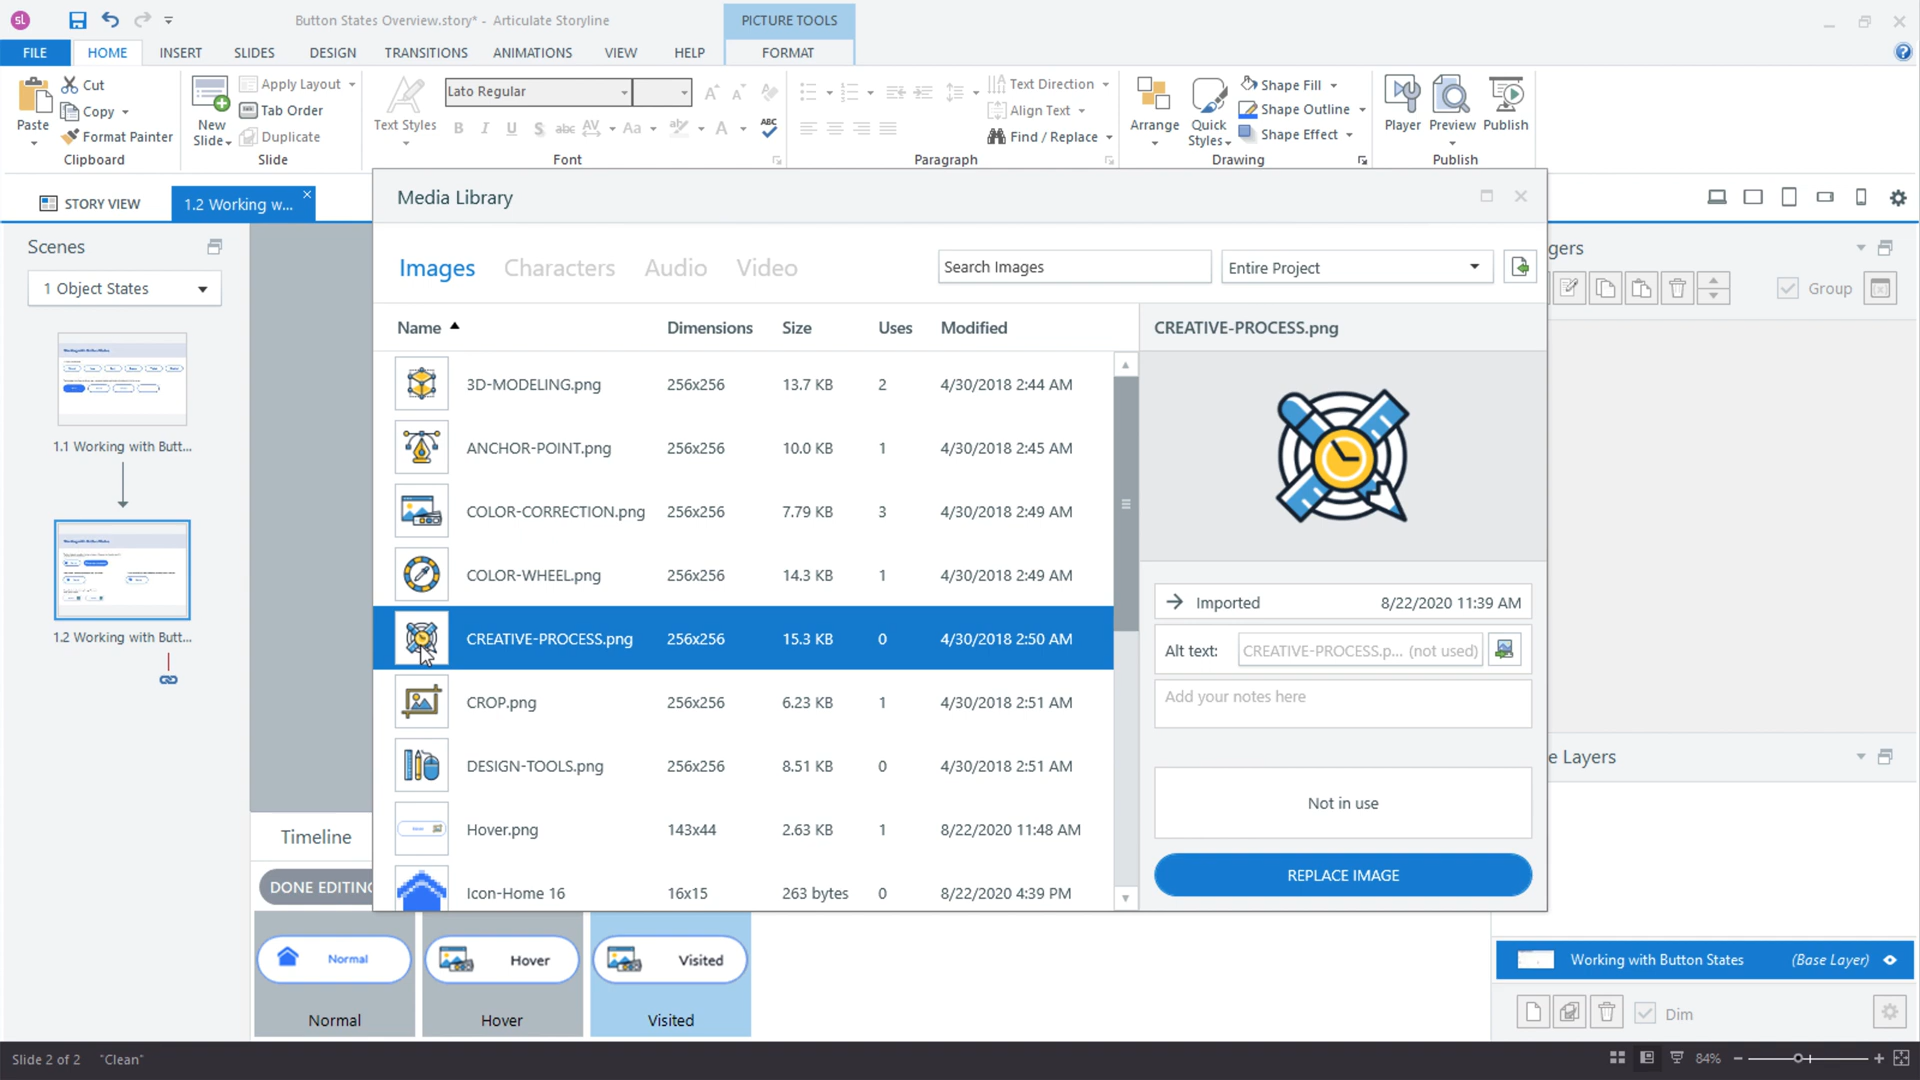 sl
Button States Overview.story* - Articulate Storyline
PICTURE TOOLS
FILE
HOME
INSERT
SLIDES
DESIGN
TRANSITIONS
ANIMATIONS
VIEW
HELP
FORMAT
Paste
Cut
Copy
Format Painter
Clipboard
New
Slide
Apply Layout
Tab Order
Duplicate
Slide
Text Styles
Lato Regular
B I U S abc AV Aa A
ABC
Font
Text Direction
Align Text
Find / Replace
Paragraph
Arrange
Quick
Styles
Shape Fill
Shape Outline
Shape Effect
Drawing
Player
Preview
Publish
Publish
STORY VIEW
1.2 Working w...
Scenes
1 Object States
1.1 Working with Butt...
1.2 Working with Butt...
Media Library
Images
Characters
Audio
Video
Search Images
Entire Project
Name
Dimensions
Size
Uses
Modified
3D-MODELING.png 256x256 13.7 KB 2 4/30/2018 2:44 AM
ANCHOR-POINT.png 256x256 10.0 KB 1 4/30/2018 2:45 AM
COLOR-CORRECTION.png 256x256 7.79 KB 3 4/30/2018 2:49 AM
COLOR-WHEEL.png 256x256 14.3 KB 1 4/30/2018 2:49 AM
CREATIVE-PROCESS.png 256x256 15.3 KB 0 4/30/2018 2:50 AM
CROP.png 256x256 6.23 KB 1 4/30/2018 2:51 AM
DESIGN-TOOLS.png 256x256 8.51 KB 0 4/30/2018 2:51 AM
Hover.png 143x44 2.63 KB 1 8/22/2020 11:48 AM
Icon-Home 16 16x15 263 bytes 0 8/22/2020 4:39 PM
CREATIVE-PROCESS.png
Imported 8/22/2020 11:39 AM
Alt text: CREATIVE-PROCESS.p... (not used)
Add your notes here
Not in use
REPLACE IMAGE
gers
Group
e Layers
Timeline
DONE EDITING
Normal
Hover
Visited
Normal
Hover
Visited
Working with Button States (Base Layer)
Dim
Slide 2 of 2 "Clean"
84%